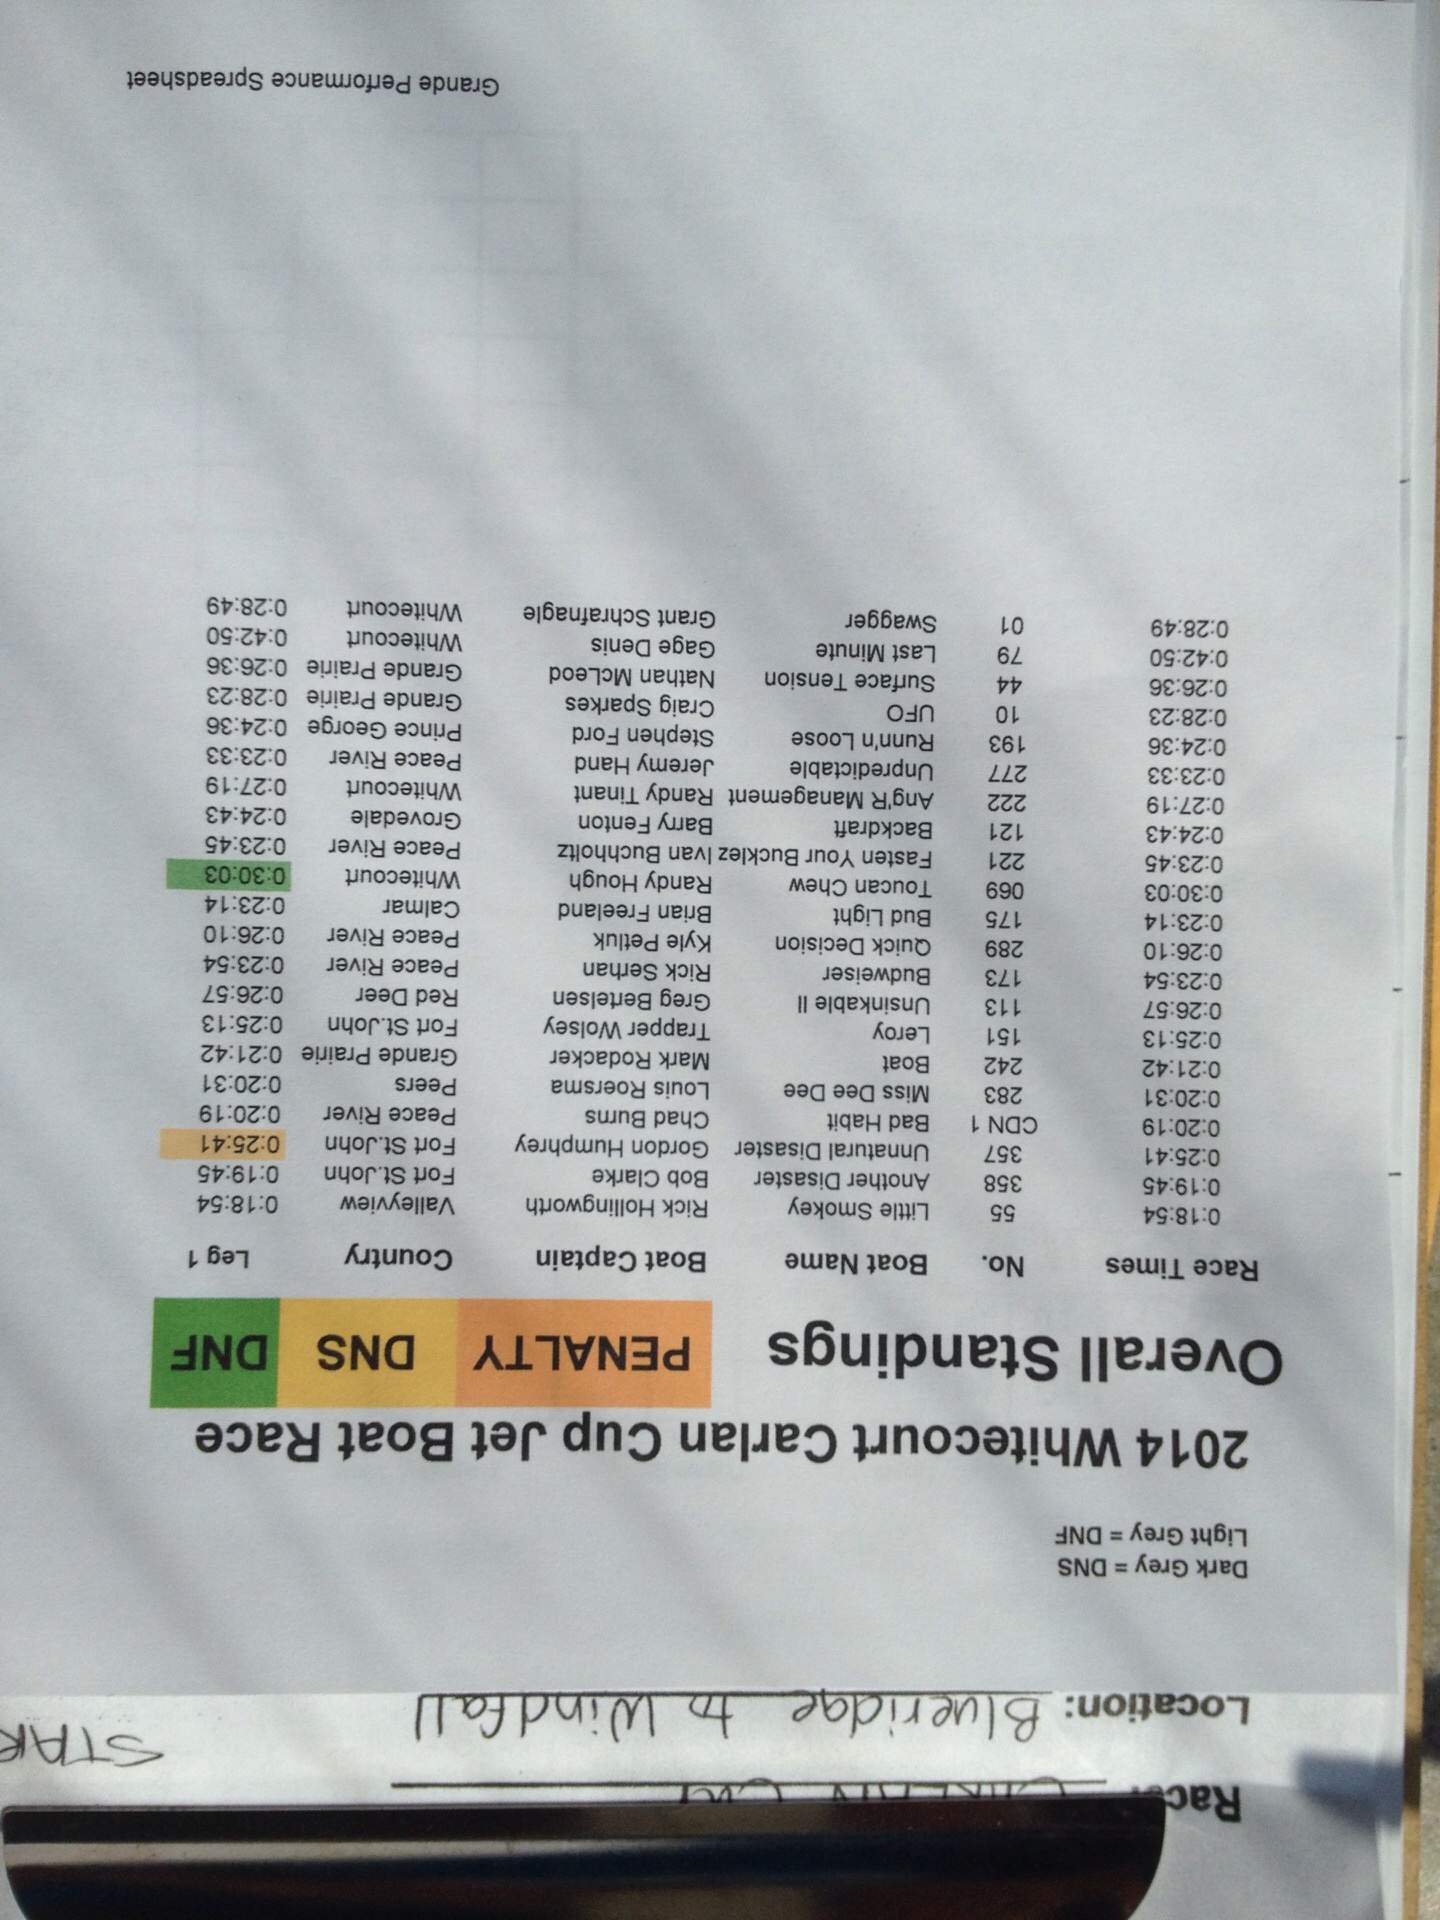 Race: CARLAN CUP
Location: Blueridge to Windfall
STAR
Dark Grey = DNS
Light Grey = DNF
2014 Whitecourt Carlan Cup Jet Boat Race
Overall Standings PENALTY DNS DNF
Race Times No. Boat Name Boat Captain Country Leg 1
0:18:54 55 Little Smokey Rick Hollingworth Valleyview 0:18:54
0:19:45 358 Another Disaster Bob Clarke Fort St.John 0:19:45
0:25:41 357 Unnatural Disaster Gordon Humphrey Fort St.John 0:25:41
0:20:19 CDN 1 Bad Habit Chad Burns Peace River 0:20:19
0:20:31 283 Miss Dee Dee Louis Roersma Peers 0:20:31
0:21:42 242 Boat Mark Rodacker Grande Prairie 0:21:42
0:25:13 151 Leroy Trapper Wolsey Fort St.John 0:25:13
0:26:57 113 Unsinkable II Greg Bertelsen Red Deer 0:26:57
0:23:54 173 Budweiser Rick Serhan Peace River 0:23:54
0:26:10 289 Quick Decision Kyle Petluk Peace River 0:26:10
0:23:14 175 Bud Light Brian Freeland Calmar 0:23:14
0:30:03 069 Toucan Chew Randy Hough Whitecourt 0:30:03
0:23:45 221 Fasten Your Bucklez Ivan Buchholtz Peace River 0:23:45
0:24:43 121 Backdraft Barry Fenton Grovedale 0:24:43
0:27:19 222 Ang'R Management Randy Tinant Whitecourt 0:27:19
0:23:33 277 Unpredictable Jeremy Hand Peace River 0:23:33
0:24:36 193 Runn'n Loose Stephen Ford Prince George 0:24:36
0:28:23 10 UFO Craig Sparkes Grande Prairie 0:28:23
0:26:36 44 Surface Tension Nathan McLeod Grande Prairie 0:26:36
0:42:50 79 Last Minute Gage Denis Whitecourt 0:42:50
0:28:49 01 Swagger Grant Schrafnagle Whitecourt 0:28:49
Grande Performance Spreadsheet